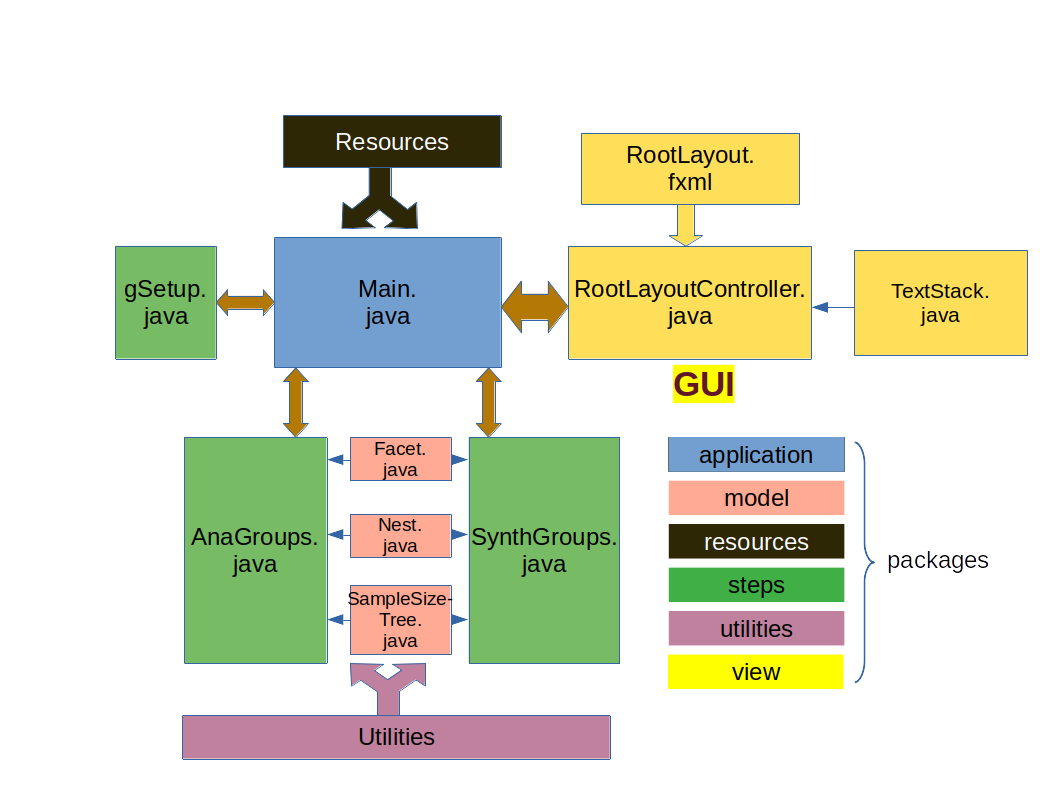 Resources
RootLayout.
fxml
gSetup.
java
Main.
java
RootLayoutController.
java
TextStack.
java
GUI
AnaGroups.
java
Facet.
java
Nest.
java
SampleSize-
Tree.
java
SynthGroups.
java
Utilities
application
model
resources
steps
utilities
view
packages